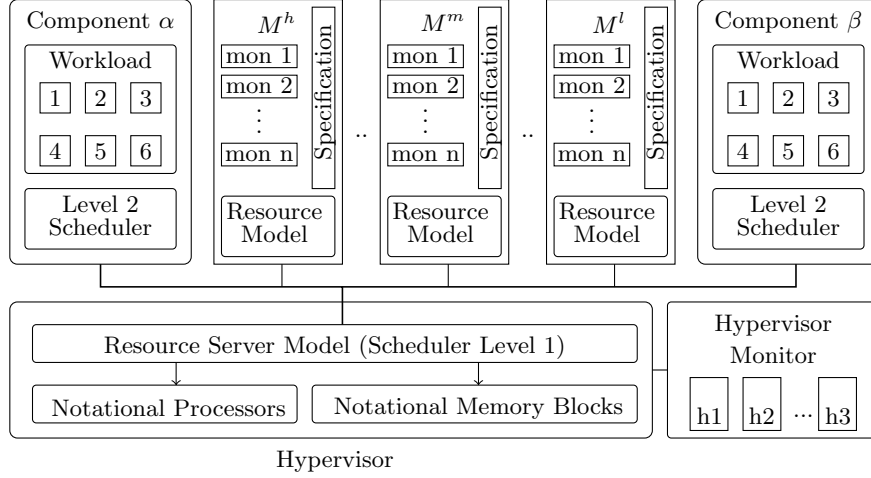 Component α
Workload
1 2 3
4 5 6
Level 2
Scheduler
M^h
mon 1
mon 2
⋮
mon n
Specification
Resource
Model
..
M^m
mon 1
mon 2
⋮
mon n
Specification
Resource
Model
..
M^l
mon 1
mon 2
⋮
mon n
Specification
Resource
Model
Component β
Workload
1 2 3
4 5 6
Level 2
Scheduler
Resource Server Model (Scheduler Level 1)
Notational Processors
Notational Memory Blocks
Hypervisor
Hypervisor
Monitor
h1 h2 ... h3